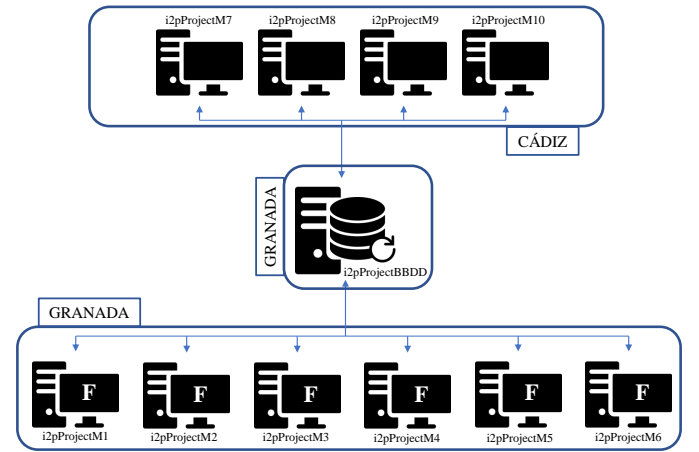 i2pProjectM7 i2pProjectM8 i2pProjectM9 i2pProjectM10
CÁDIZ
GRANADA
i2pProjectBBDD
GRANADA
F F F F F F
i2pProjectM1 i2pProjectM2 i2pProjectM3 i2pProjectM4 i2pProjectM5 i2pProjectM6